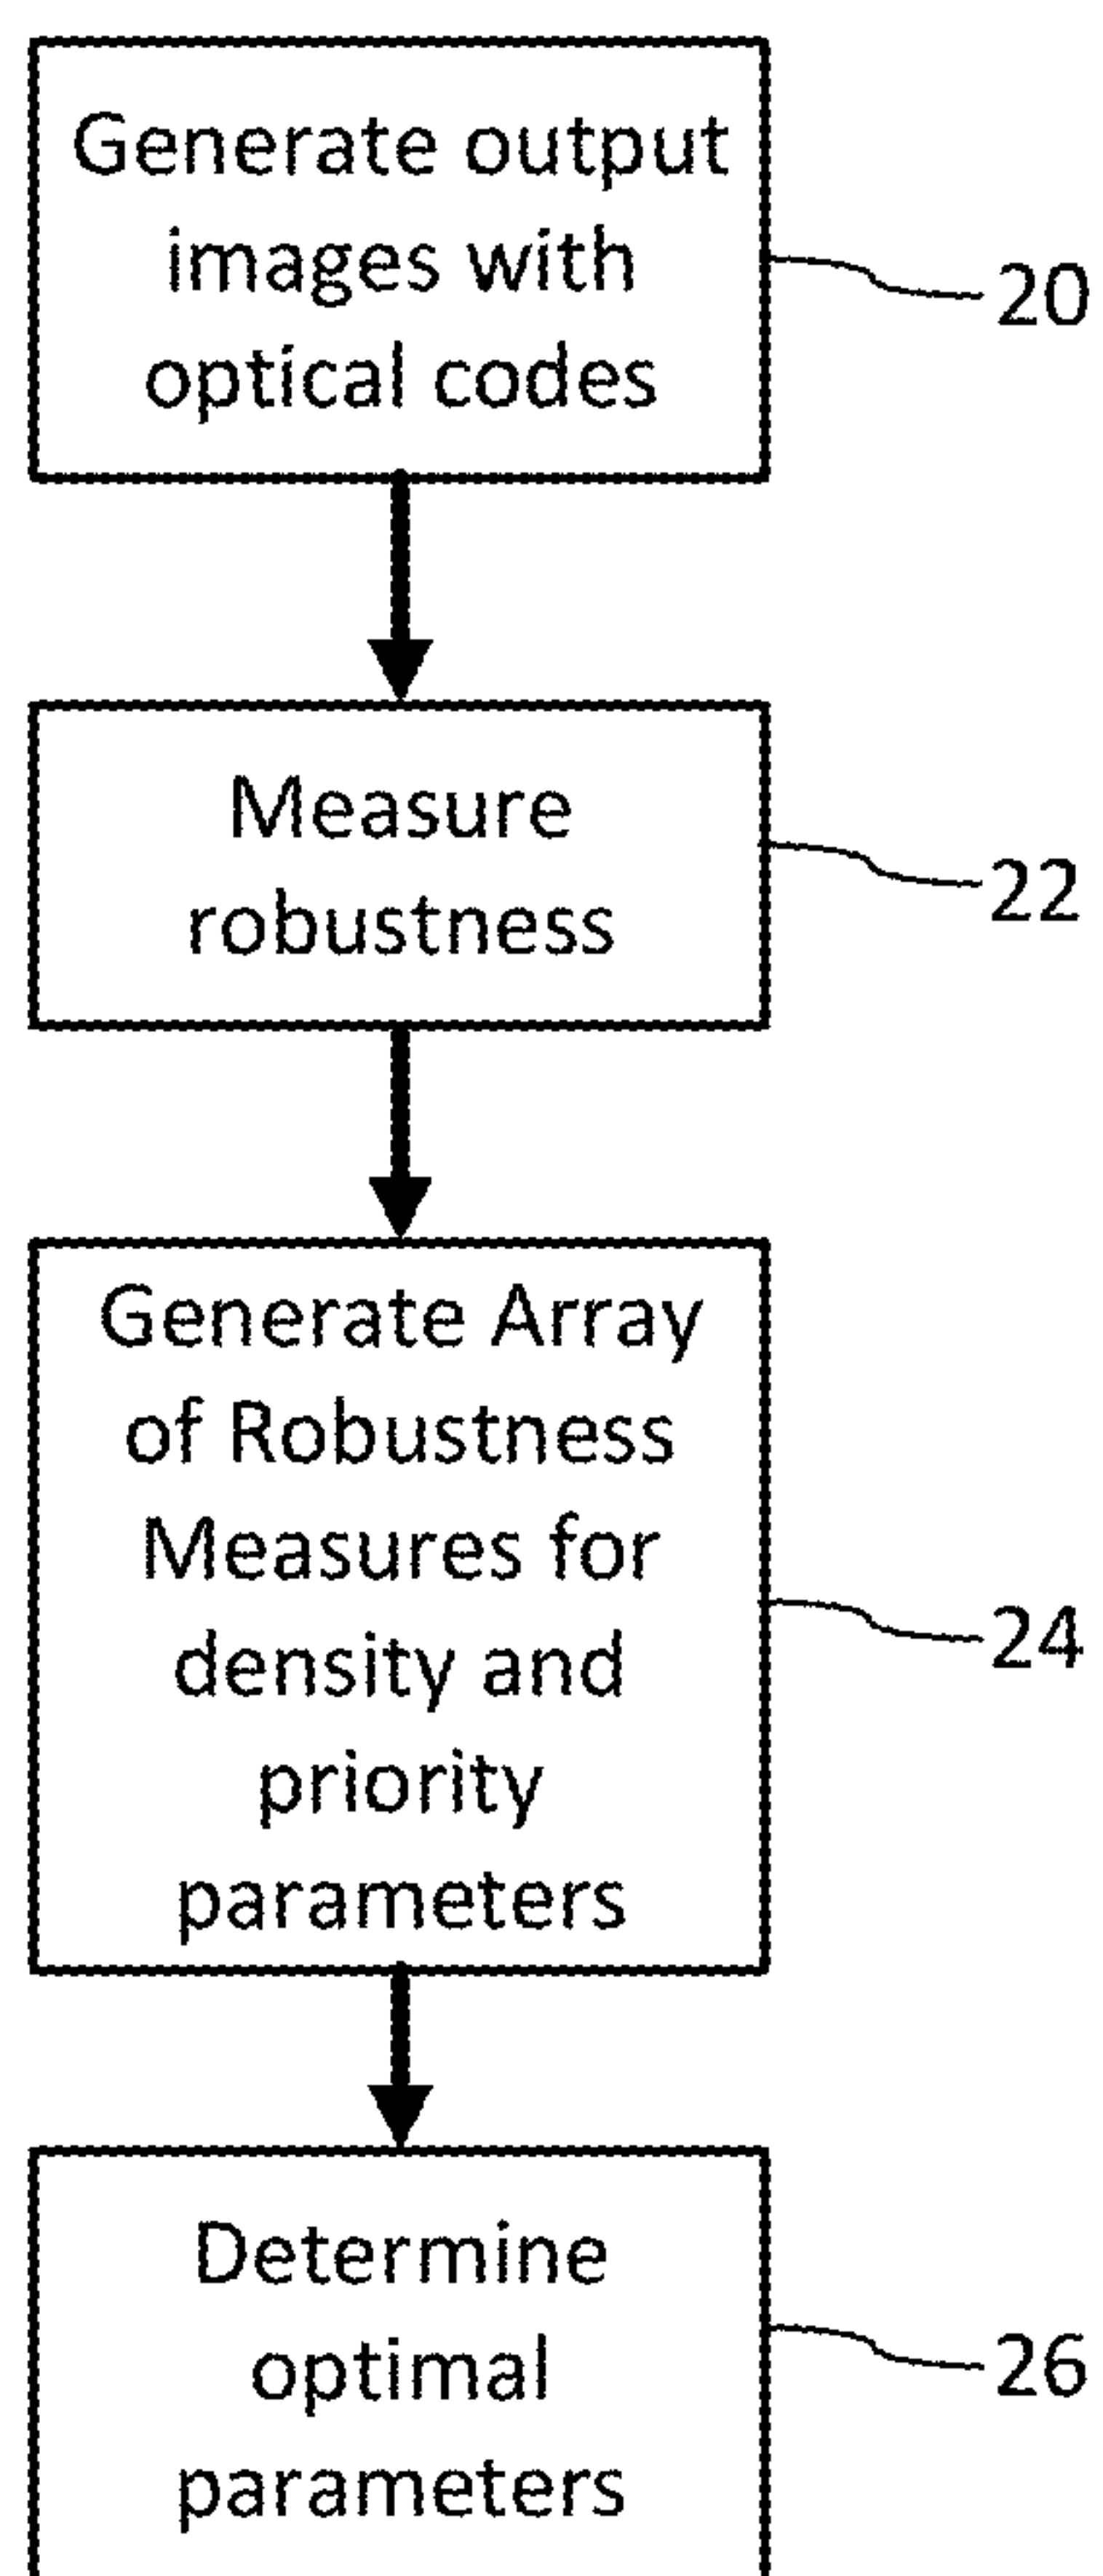 Generate output
images with
optical codes
20
Measure
robustness
22
Generate Array
of Robustness
Measures for
density and
priority
parameters
24
Determine
optimal
parameters
26